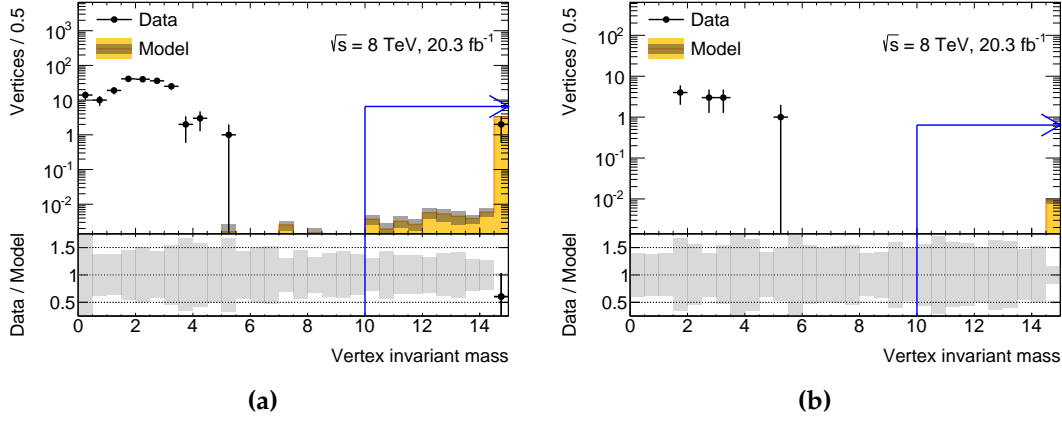 Vertices / 0.5
10³
10²
10
1
10⁻¹
10⁻²
Data
Model
√s = 8 TeV, 20.3 fb⁻¹
Data / Model
1.5
1
0.5
0 2 4 6 8 10 12 14
Vertex invariant mass
(a)
Vertices / 0.5
10²
10
1
10⁻¹
10⁻²
Data
Model
√s = 8 TeV, 20.3 fb⁻¹
Data / Model
1.5
1
0.5
0 2 4 6 8 10 12 14
Vertex invariant mass
(b)